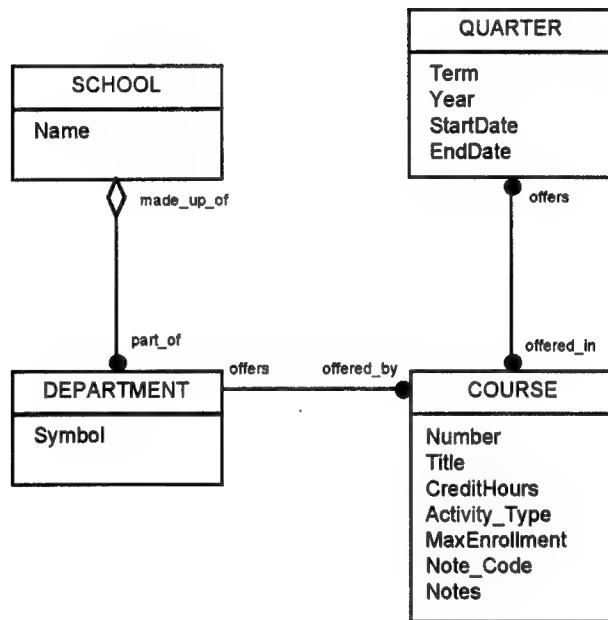 QUARTER
Term
Year
StartDate
EndDate
SCHOOL
Name
made_up_of
offers
part_of
offered_in
DEPARTMENT
Symbol
offers
offered_by
COURSE
Number
Title
CreditHours
Activity_Type
MaxEnrollment
Note_Code
Notes